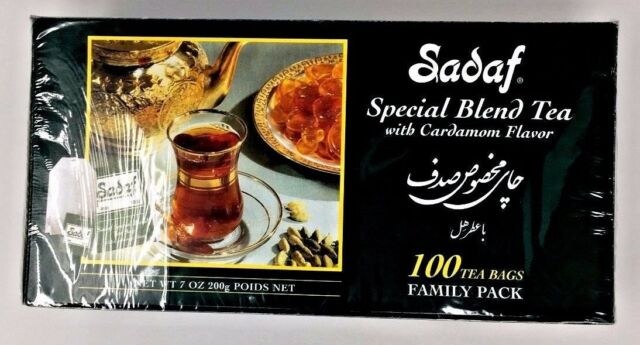 Sadaf®
Special Blend Tea
with Cardamom Flavor
چای مخصوص صدف
با عطر هل
100 TEA BAGS
FAMILY PACK
Sadaf
Sadaf
NET WT 7 OZ 200g POIDS NET